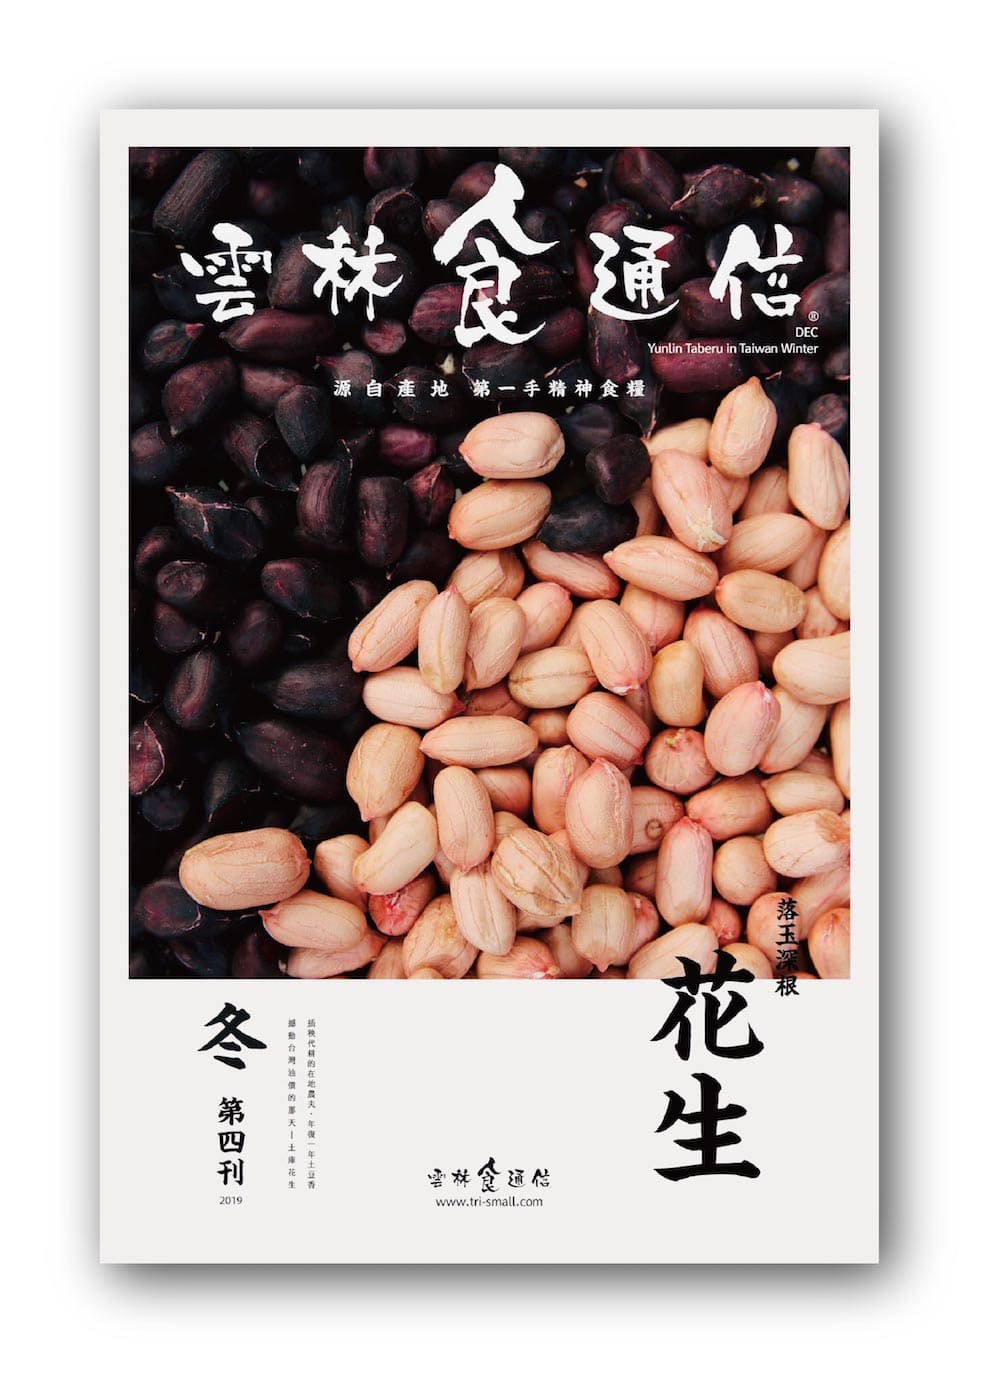 雲林食通信
®
DEC
Yunlin Taberu in Taiwan Winter
源自產地 第一手精神食糧
落玉深根
花生
冬
第四刊
2019
插秧代耕的在地農夫・年復一年土豆香
撼動台灣油價的那天—土庫花生
雲林食通信
www.tri-small.com